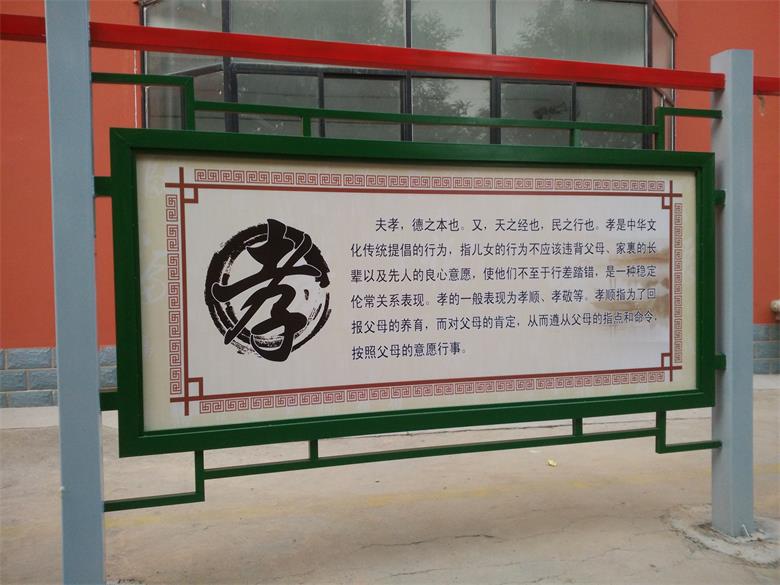 孝
夫孝，德之本也。又，天之经也，民之行也。孝是中华文
化传统提倡的行为，指儿女的行为不应该违背父母、家裏的长
辈以及先人的良心意愿，使他们不至于行差踏错，是一种稳定
伦常关系表现。孝的一般表现为孝顺、孝敬等。孝顺指为了回
报父母的养育，而对父母的肯定，从而遵从父母的指点和命令，
按照父母的意愿行事。